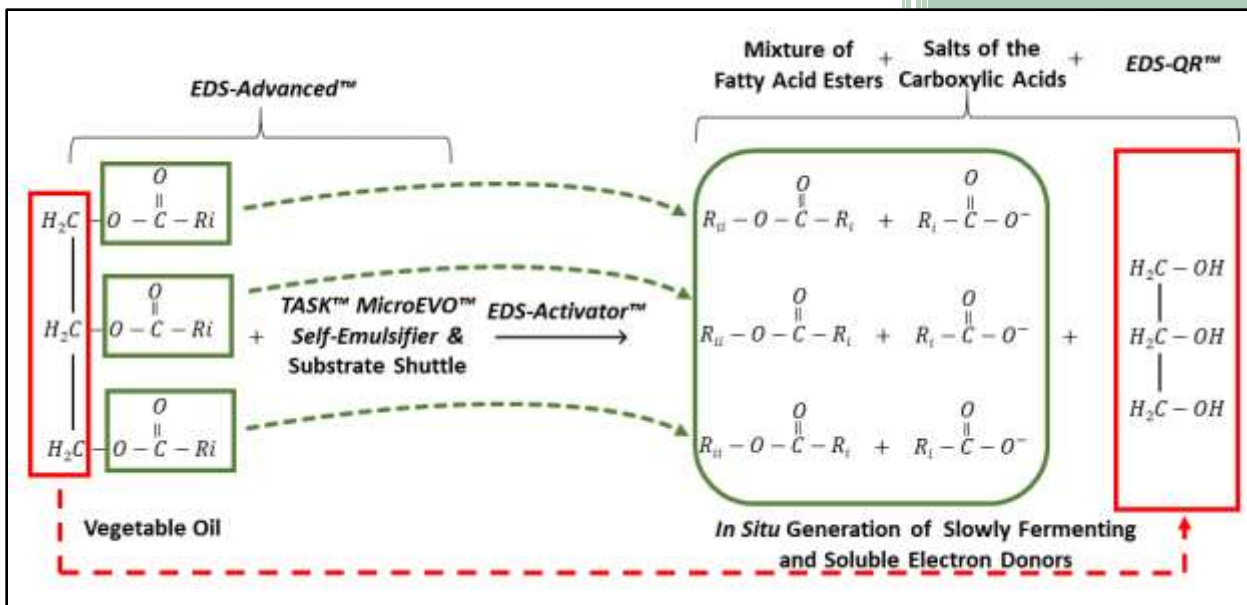 EDS-Advanced™
Mixture of
Fatty Acid Esters
+
Salts of the
Carboxylic Acids
+
EDS-QR™
O
||
H₂C – O – C – Ri
O
||
H₂C – O – C – Ri
O
||
H₂C – O – C – Ri
+
TASK™ MicroEVO™
Self-Emulsifier &
Substrate Shuttle
EDS-Activator™
O O
|| ||
Rᵢᵢ – O – C – Rᵢ + Rᵢ – C – O⁻
O O
|| ||
Rᵢᵢ – O – C – Rᵢ + Rᵢ – C – O⁻
O O
|| ||
Rᵢᵢ – O – C – Rᵢ + Rᵢ – C – O⁻
+
H₂C – OH
H₂C – OH
H₂C – OH
Vegetable Oil
In Situ Generation of Slowly Fermenting
and Soluble Electron Donors